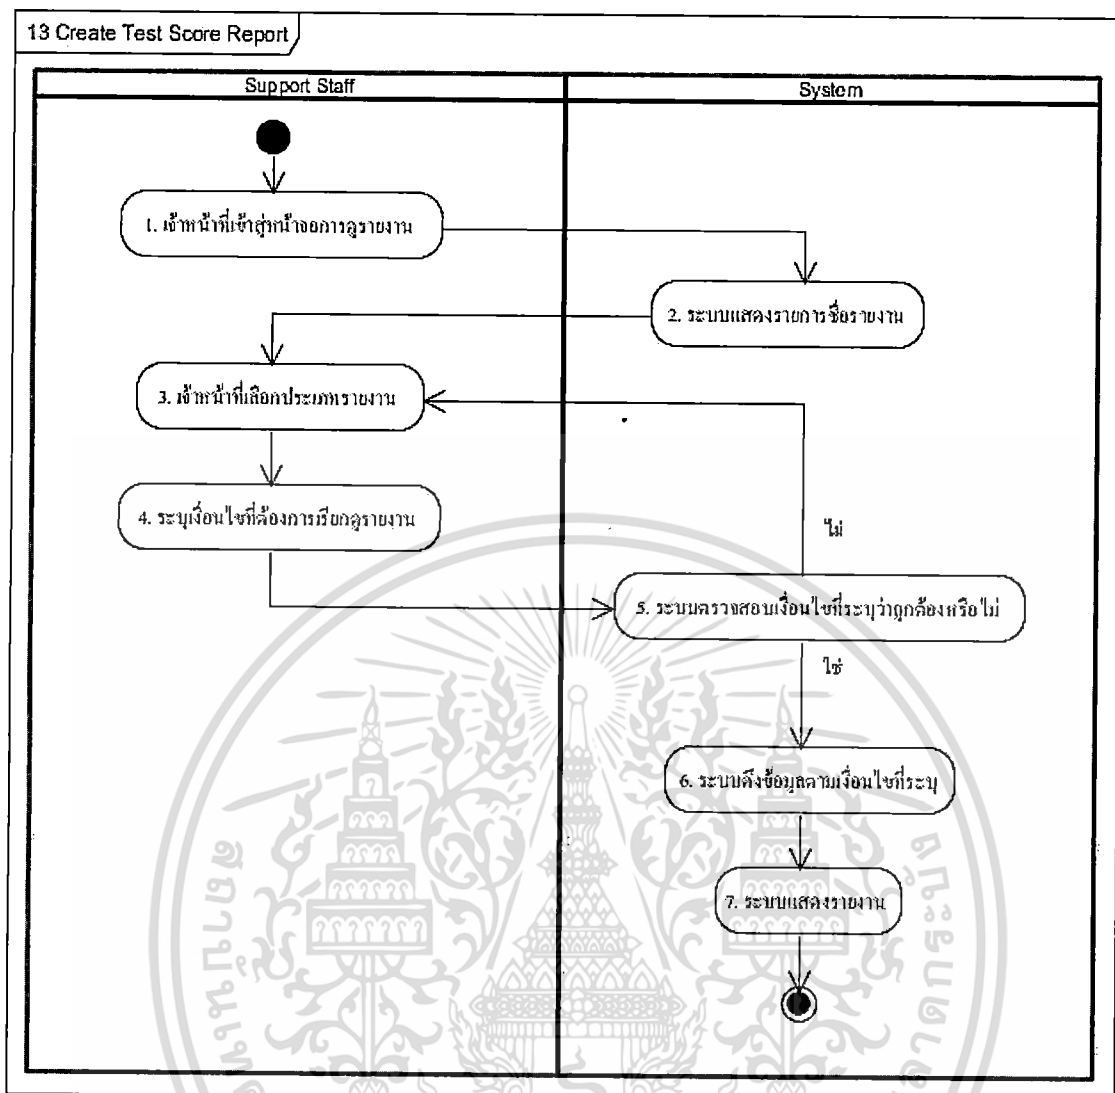 13 Create Test Score Report
Support Staff
System
1. เจ้าหน้าที่เข้าสู่หน้าจอการดูรายงาน
2. ระบบแสดงรายการชื่อรายงาน
3. เจ้าหน้าที่เลือกประเภทรายงาน
4. ระบุเงื่อนไขที่ต้องการเรียกดูรายงาน
ไม่
5. ระบบตรวจสอบเงื่อนไขที่ระบุว่าถูกต้องหรือไม่
ใช่
6. ระบบดึงข้อมูลตามเงื่อนไขที่ระบุ
7. ระบบแสดงรายงาน